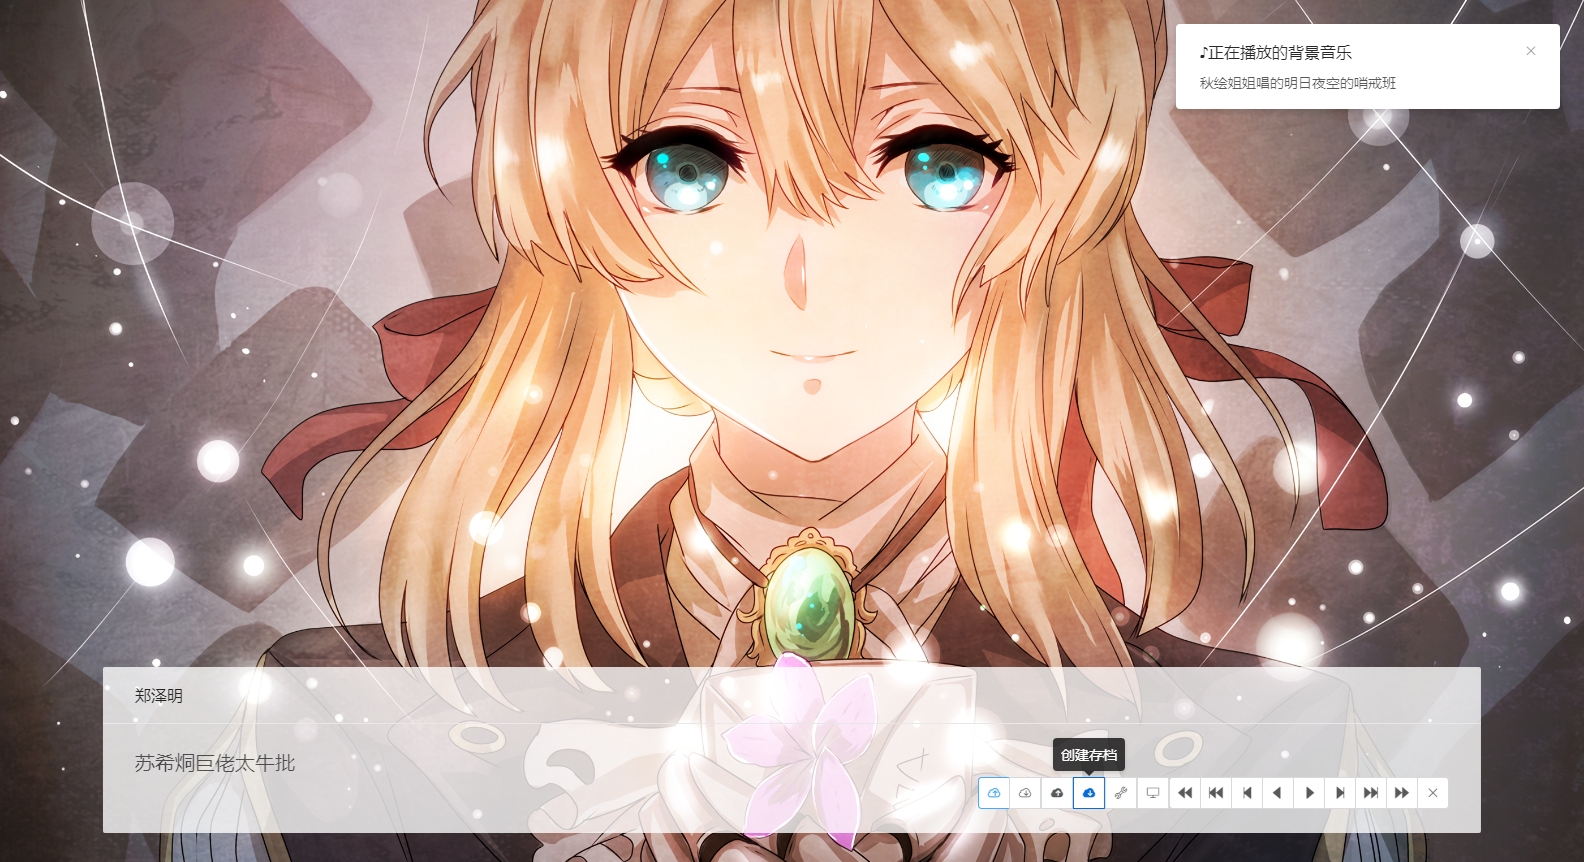 ♪正在播放的背景音乐
秋绘姐姐唱的明日夜空的哨戒班
郑泽明
苏希炯巨佬太牛批
创建存档